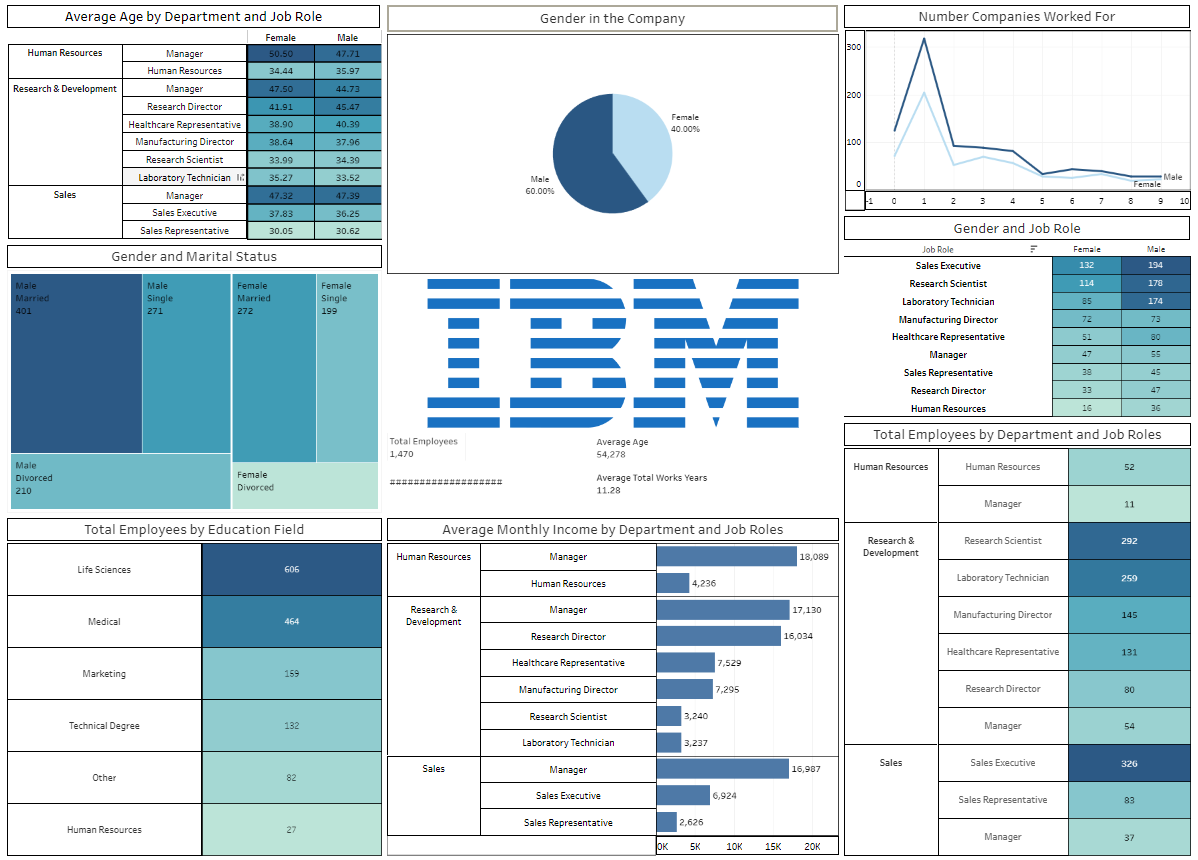 Average Age by Department and Job Role
Female Male
Human Resources Manager 50.50 47.71
Human Resources 34.44 35.97
Research & Development Manager 47.50 44.73
Research Director 41.91 45.47
Healthcare Representative 38.90 40.39
Manufacturing Director 38.64 37.96
Research Scientist 33.99 34.39
Laboratory Technician 35.27 33.52
Sales Manager 47.32 47.39
Sales Executive 37.83 36.25
Sales Representative 30.05 30.62
Gender in the Company
Female
40.00%
Male
60.00%
Number Companies Worked For
300
200
100
0
Male
Female
-1 0 1 2 3 4 5 6 7 8 9 10
Gender and Marital Status
Male
Married
401
Male
Single
271
Female
Married
272
Female
Single
199
Male
Divorced
210
Female
Divorced
IBM
Total Employees
1,470
Average Age
54,278
###################
Average Total Works Years
11.28
Gender and Job Role
Job Role Female Male
Sales Executive 132 194
Research Scientist 114 178
Laboratory Technician 85 174
Manufacturing Director 72 73
Healthcare Representative 51 80
Manager 47 55
Sales Representative 38 45
Research Director 33 47
Human Resources 16 36
Total Employees by Education Field
Life Sciences 606
Medical 464
Marketing 159
Technical Degree 132
Other 82
Human Resources 27
Average Monthly Income by Department and Job Roles
Human Resources Manager 18,089
Human Resources 4,236
Research &
Development
Manager 17,130
Research Director 16,034
Healthcare Representative 7,529
Manufacturing Director 7,295
Research Scientist 3,240
Laboratory Technician 3,237
Sales Manager 16,987
Sales Executive 6,924
Sales Representative 2,626
0K 5K 10K 15K 20K
Total Employees by Department and Job Roles
Human Resources Human Resources 52
Manager 11
Research &
Development
Research Scientist 292
Laboratory Technician 259
Manufacturing Director 145
Healthcare Representative 131
Research Director 80
Manager 54
Sales Sales Executive 326
Sales Representative 83
Manager 37